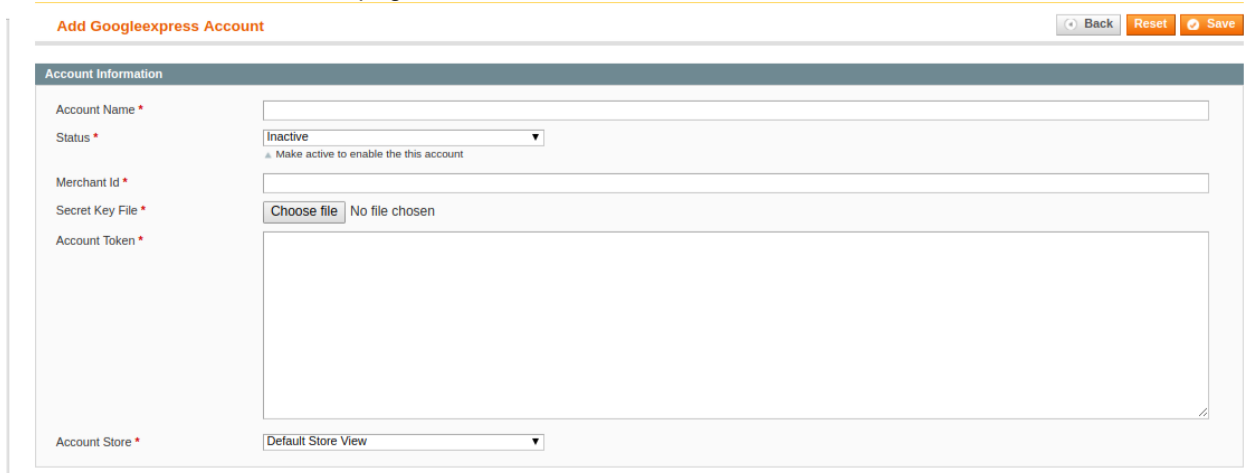 Add Googleexpress Account
Back Reset Save
Account Information
Account Name *
Status * Inactive
Make active to enable the this account
Merchant Id *
Secret Key File * Choose file No file chosen
Account Token *
Account Store * Default Store View